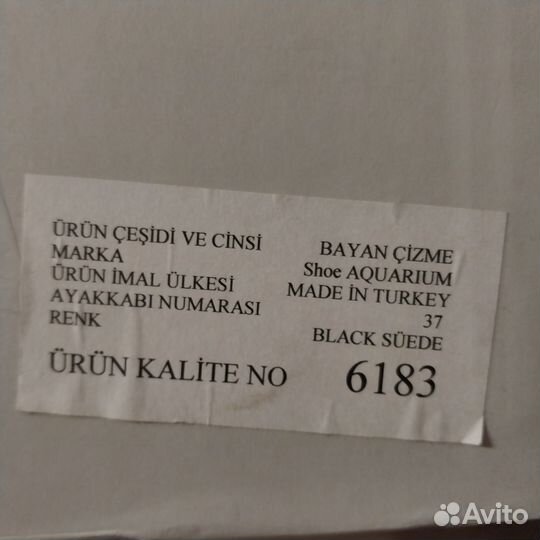 ÜRÜN ÇEŞİDİ VE CİNSİ BAYAN ÇİZME
MARKA Shoe AQUARIUM
ÜRÜN İMAL ÜLKESİ MADE İN TURKEY
AYAKKABI NUMARASI 37
RENK BLACK SÜEDE
ÜRÜN KALİTE NO 6183
Avito